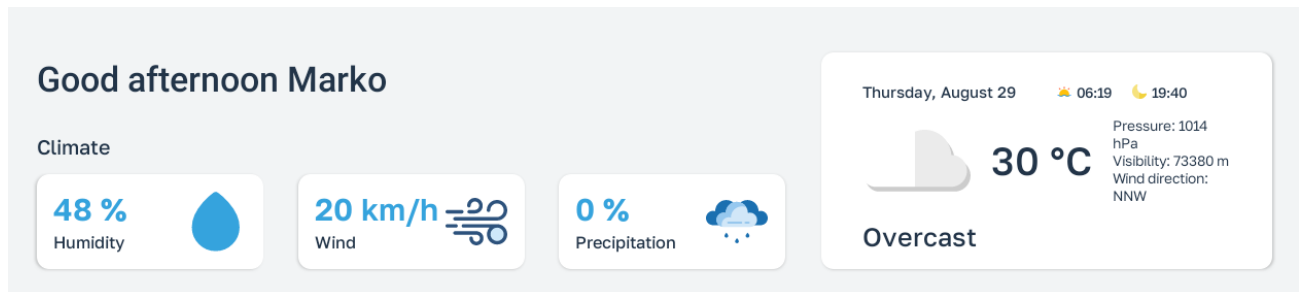 Good afternoon Marko
Climate
48 %
Humidity
20 km/h
Wind
0 %
Precipitation
Thursday, August 29 06:19 19:40
30 °C
Pressure: 1014
hPa
Visibility: 73380 m
Wind direction:
NNW
Overcast